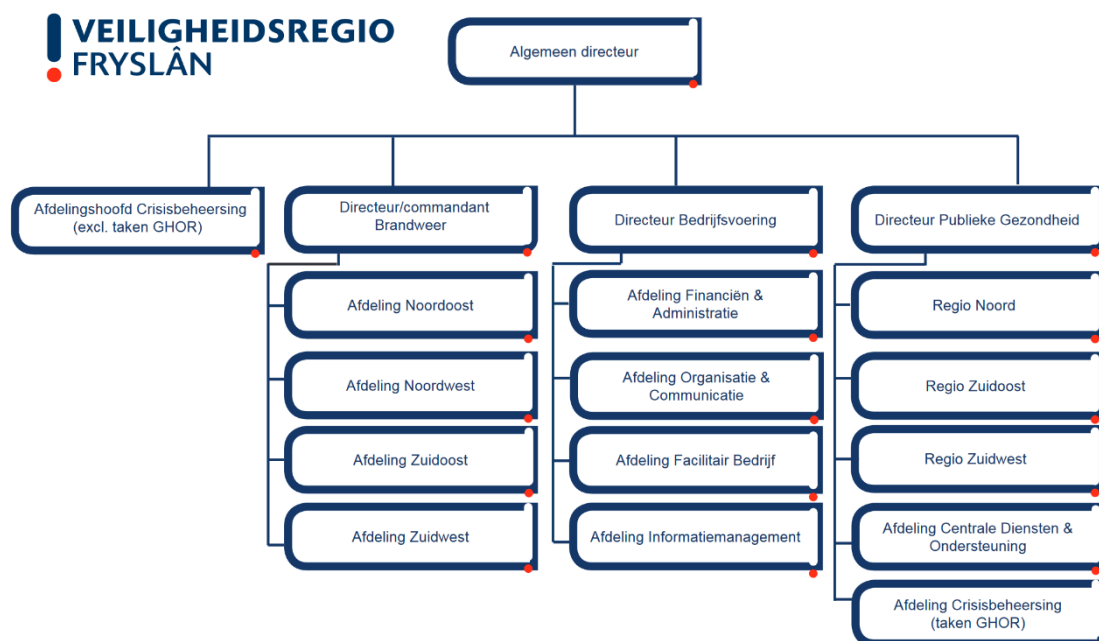 VEILIGHEIDSREGIO
FRYSLÂN
Algemeen directeur
Afdelingshoofd Crisisbeheersing
(excl. taken GHOR)
Directeur/commandant
Brandweer
Directeur Bedrijfsvoering
Directeur Publieke Gezondheid
Afdeling Noordoost
Afdeling Noordwest
Afdeling Zuidoost
Afdeling Zuidwest
Afdeling Financiën &
Administratie
Afdeling Organisatie &
Communicatie
Afdeling Facilitair Bedrijf
Afdeling Informatiemanagement
Regio Noord
Regio Zuidoost
Regio Zuidwest
Afdeling Centrale Diensten &
Ondersteuning
Afdeling Crisisbeheersing
(taken GHOR)